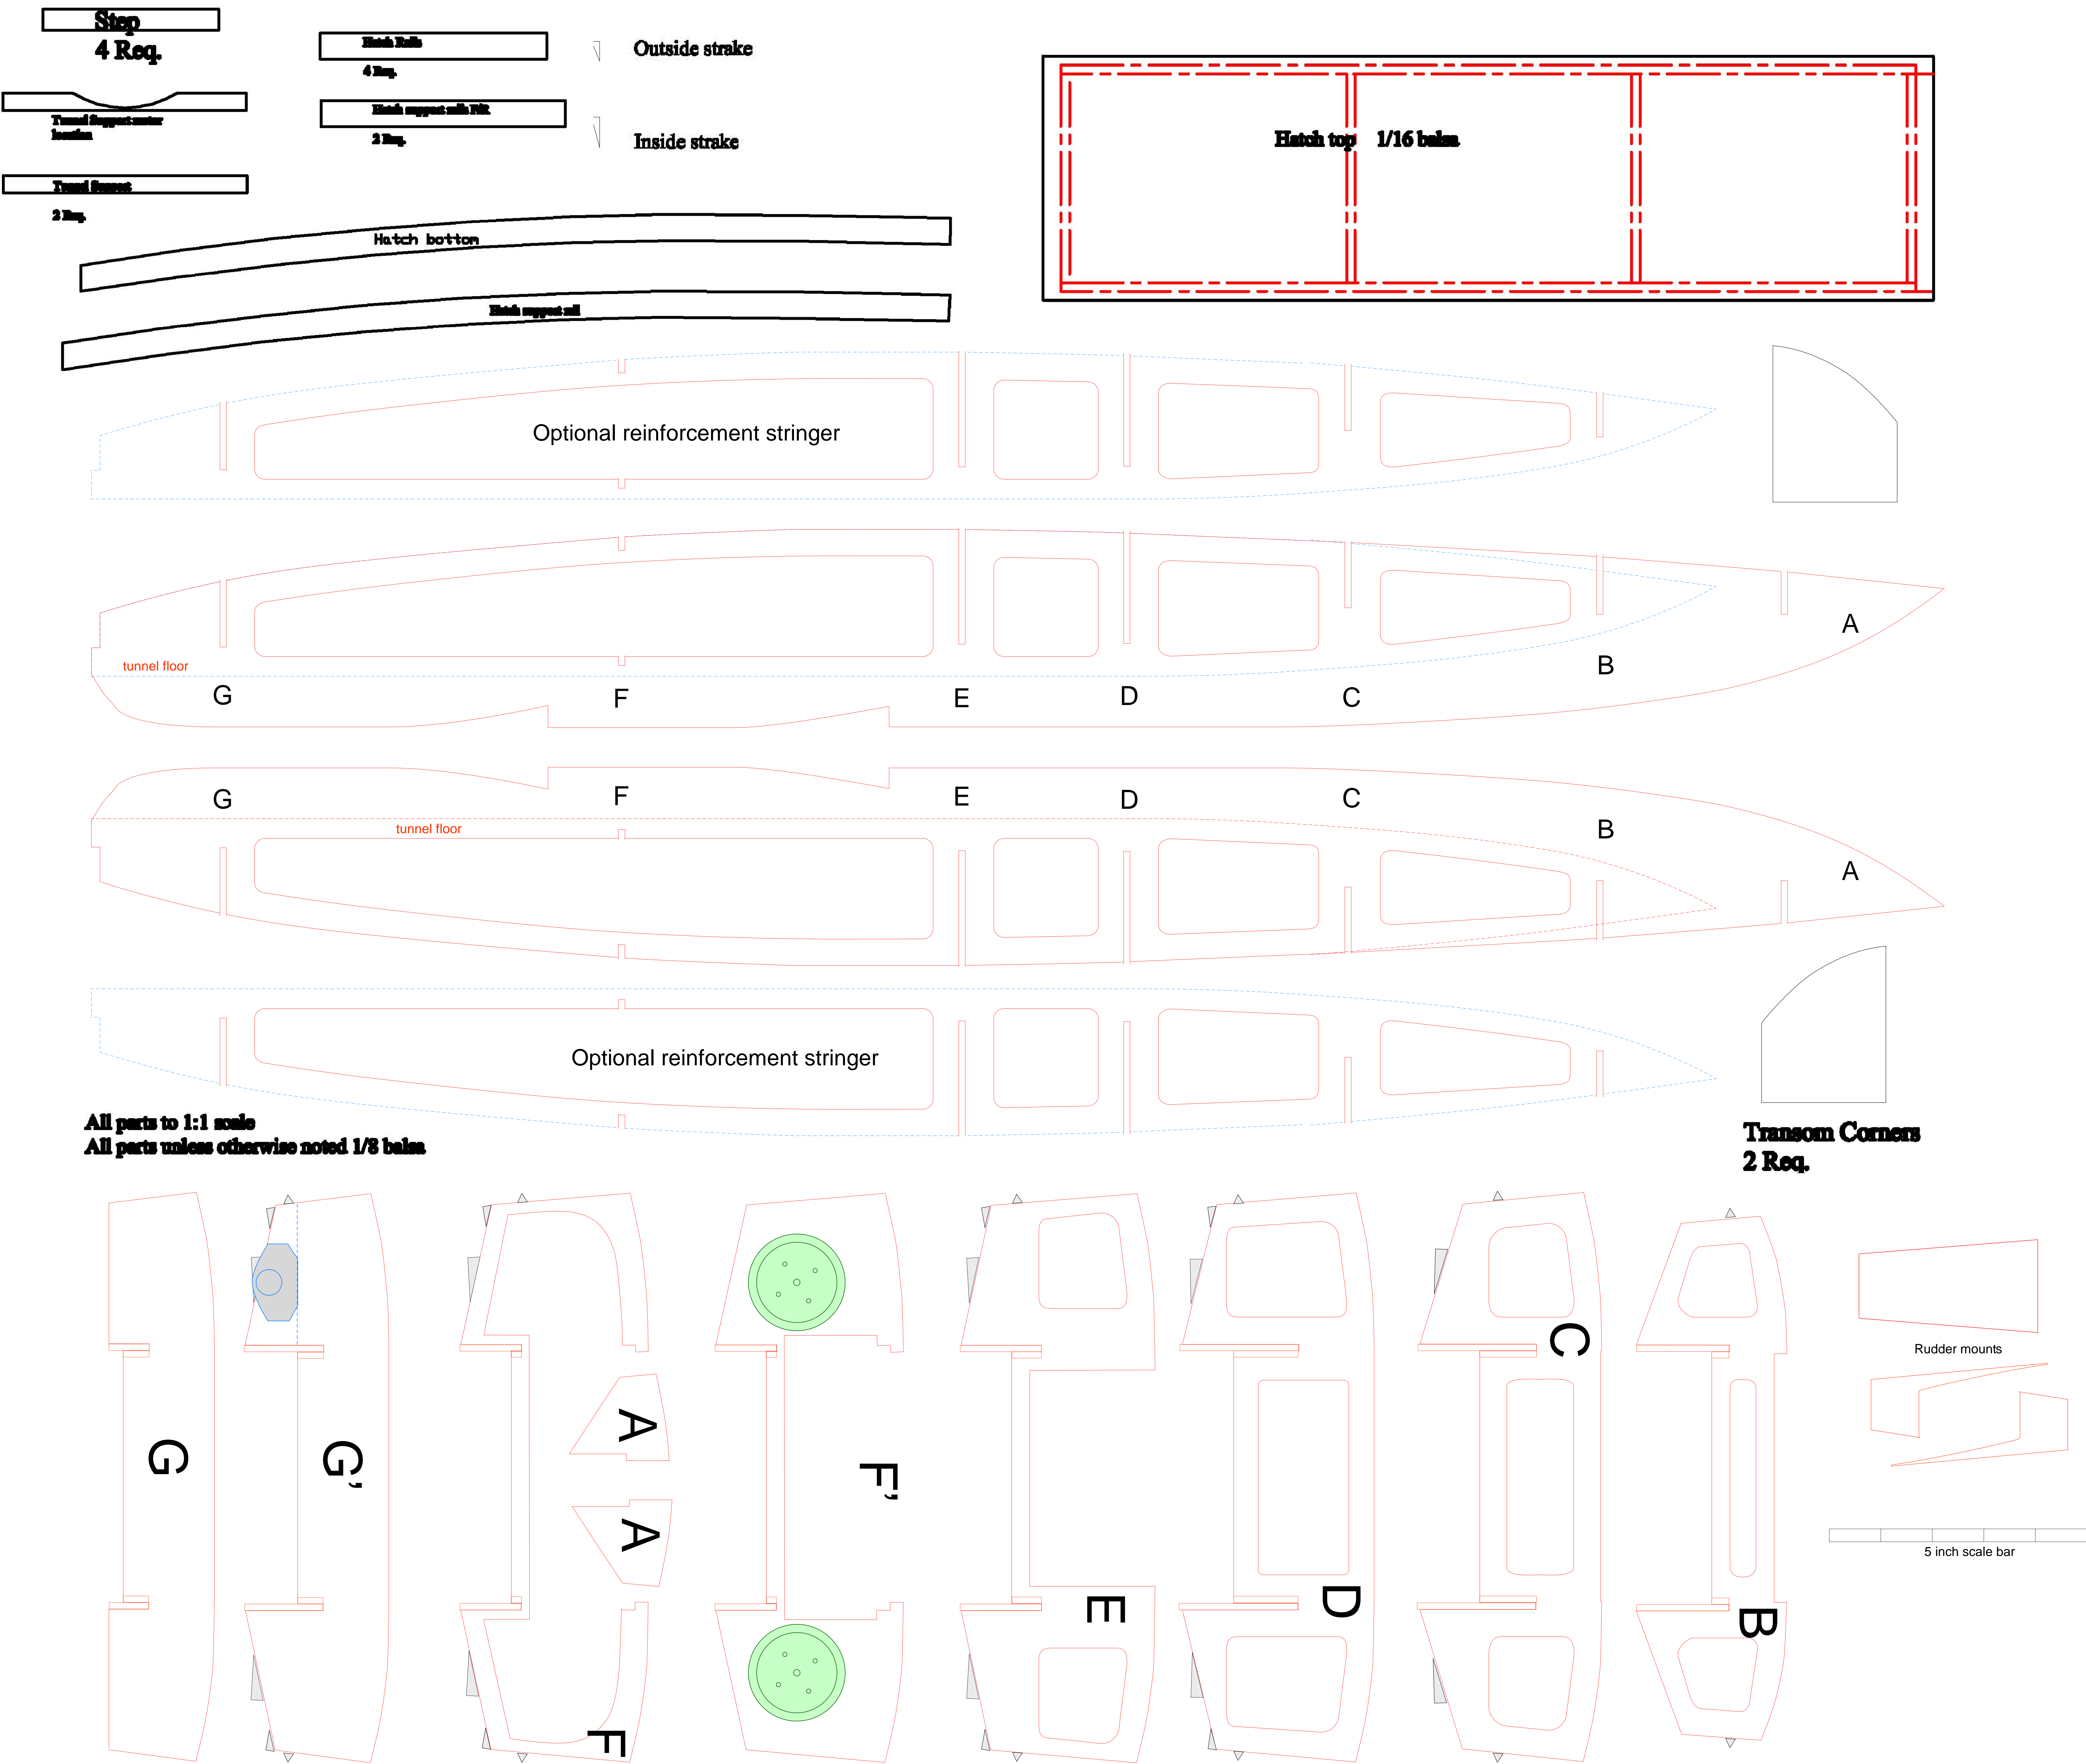 Step
4 Req.
Hatch Rails
4 Req.
Outside strake
Tunnel Support motor
location
Hatch support rails F/R
2 Req.
Inside strake
Hatch top 1/16 balsa
2 Req.
Hatch bottom
Hatch support rail
Optional reinforcement stringer
tunnel floor
G
F
E
D
C
B
A
G
F
E
D
C
B
A
tunnel floor
Optional reinforcement stringer
All parts to 1:1 scale
All parts unless otherwise noted 1/8 balsa
Transom Corners
2 Req.
G
G'
F
A
A
F'
E
D
C
B
Rudder mounts
5 inch scale bar